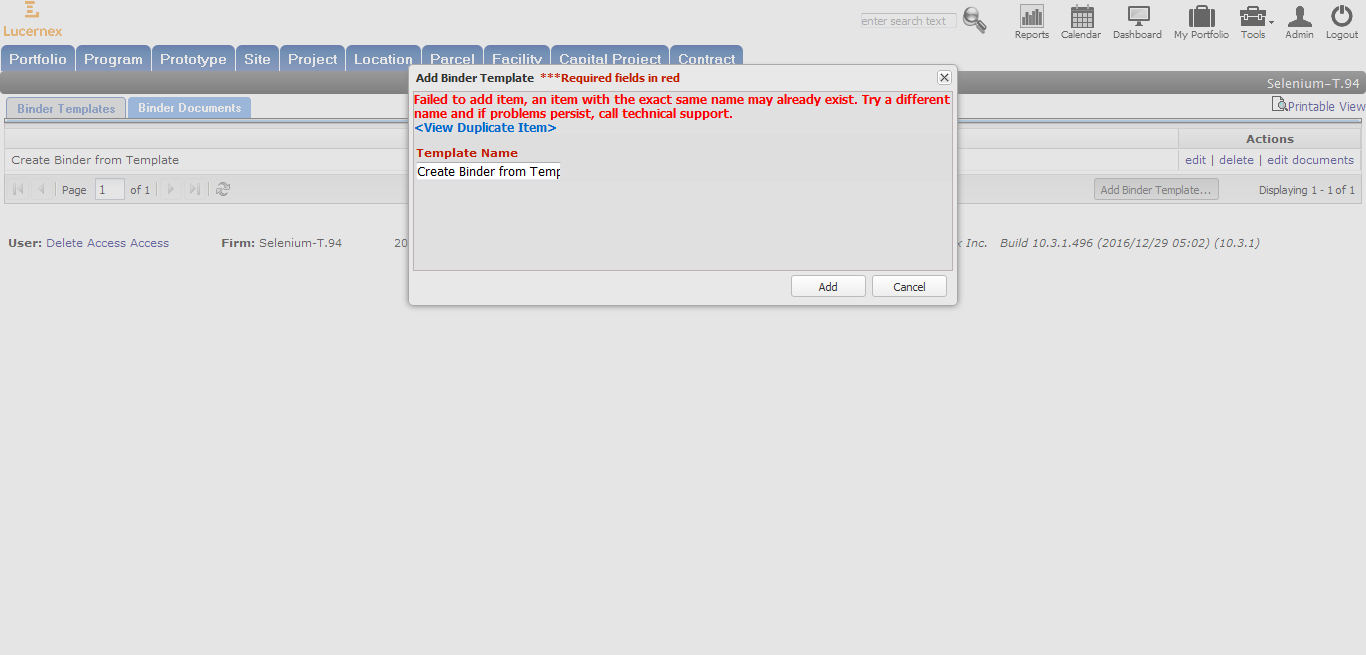 Lucernex
enter search text
Reports
Calendar
Dashboard
My Portfolio
Tools
Admin
Logout
Portfolio
Program
Prototype
Site
Project
Location
Parcel
Facility
Capital Project
Contract
Selenium-T.94
Binder Templates
Binder Documents
Printable View
Add Binder Template ***Required fields in red
Failed to add item, an item with the exact same name may already exist. Try a different
name and if problems persist, call technical support.
<View Duplicate Item>
Template Name
Create Binder from Temp
Add
Cancel
Actions
Create Binder from Template
edit | delete | edit documents
Page 1 of 1
Add Binder Template...
Displaying 1 - 1 of 1
User: Delete Access Access
Firm: Selenium-T.94
20
Inc. Build 10.3.1.496 (2016/12/29 05:02) (10.3.1)